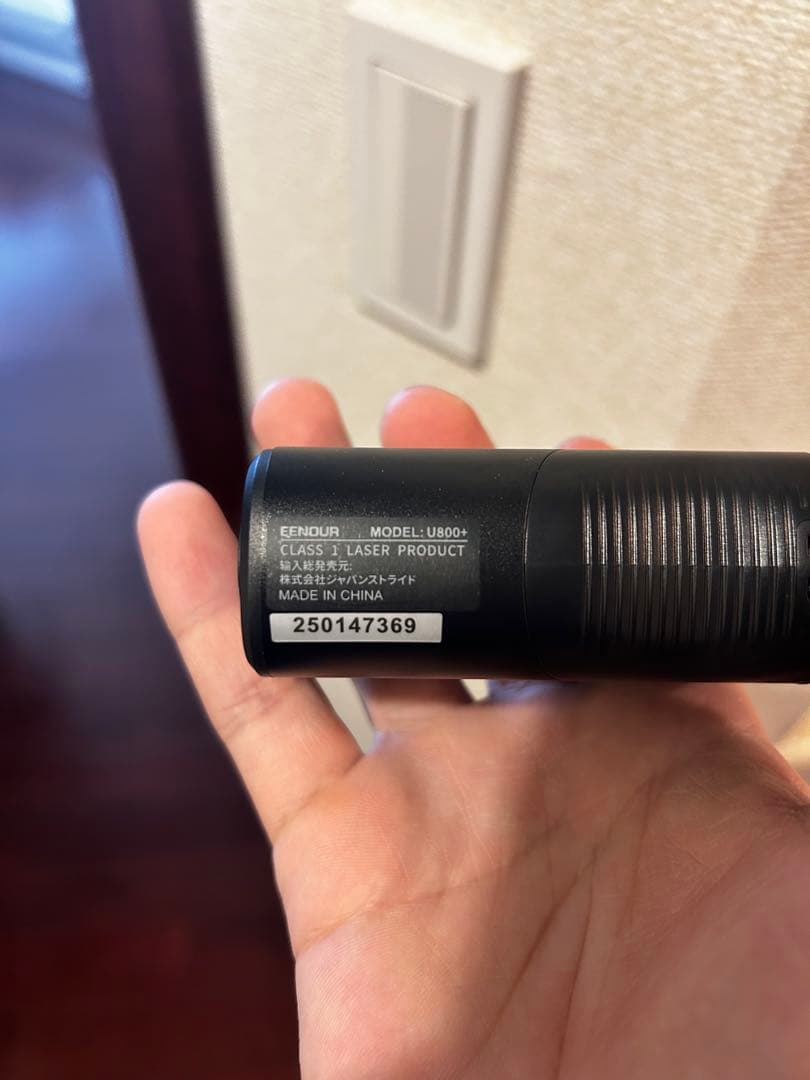 EENOUR MODEL: U800+
CLASS 1 LASER PRODUCT
輸入総発売元:
株式会社ジャパンストライド
MADE IN CHINA
250147369